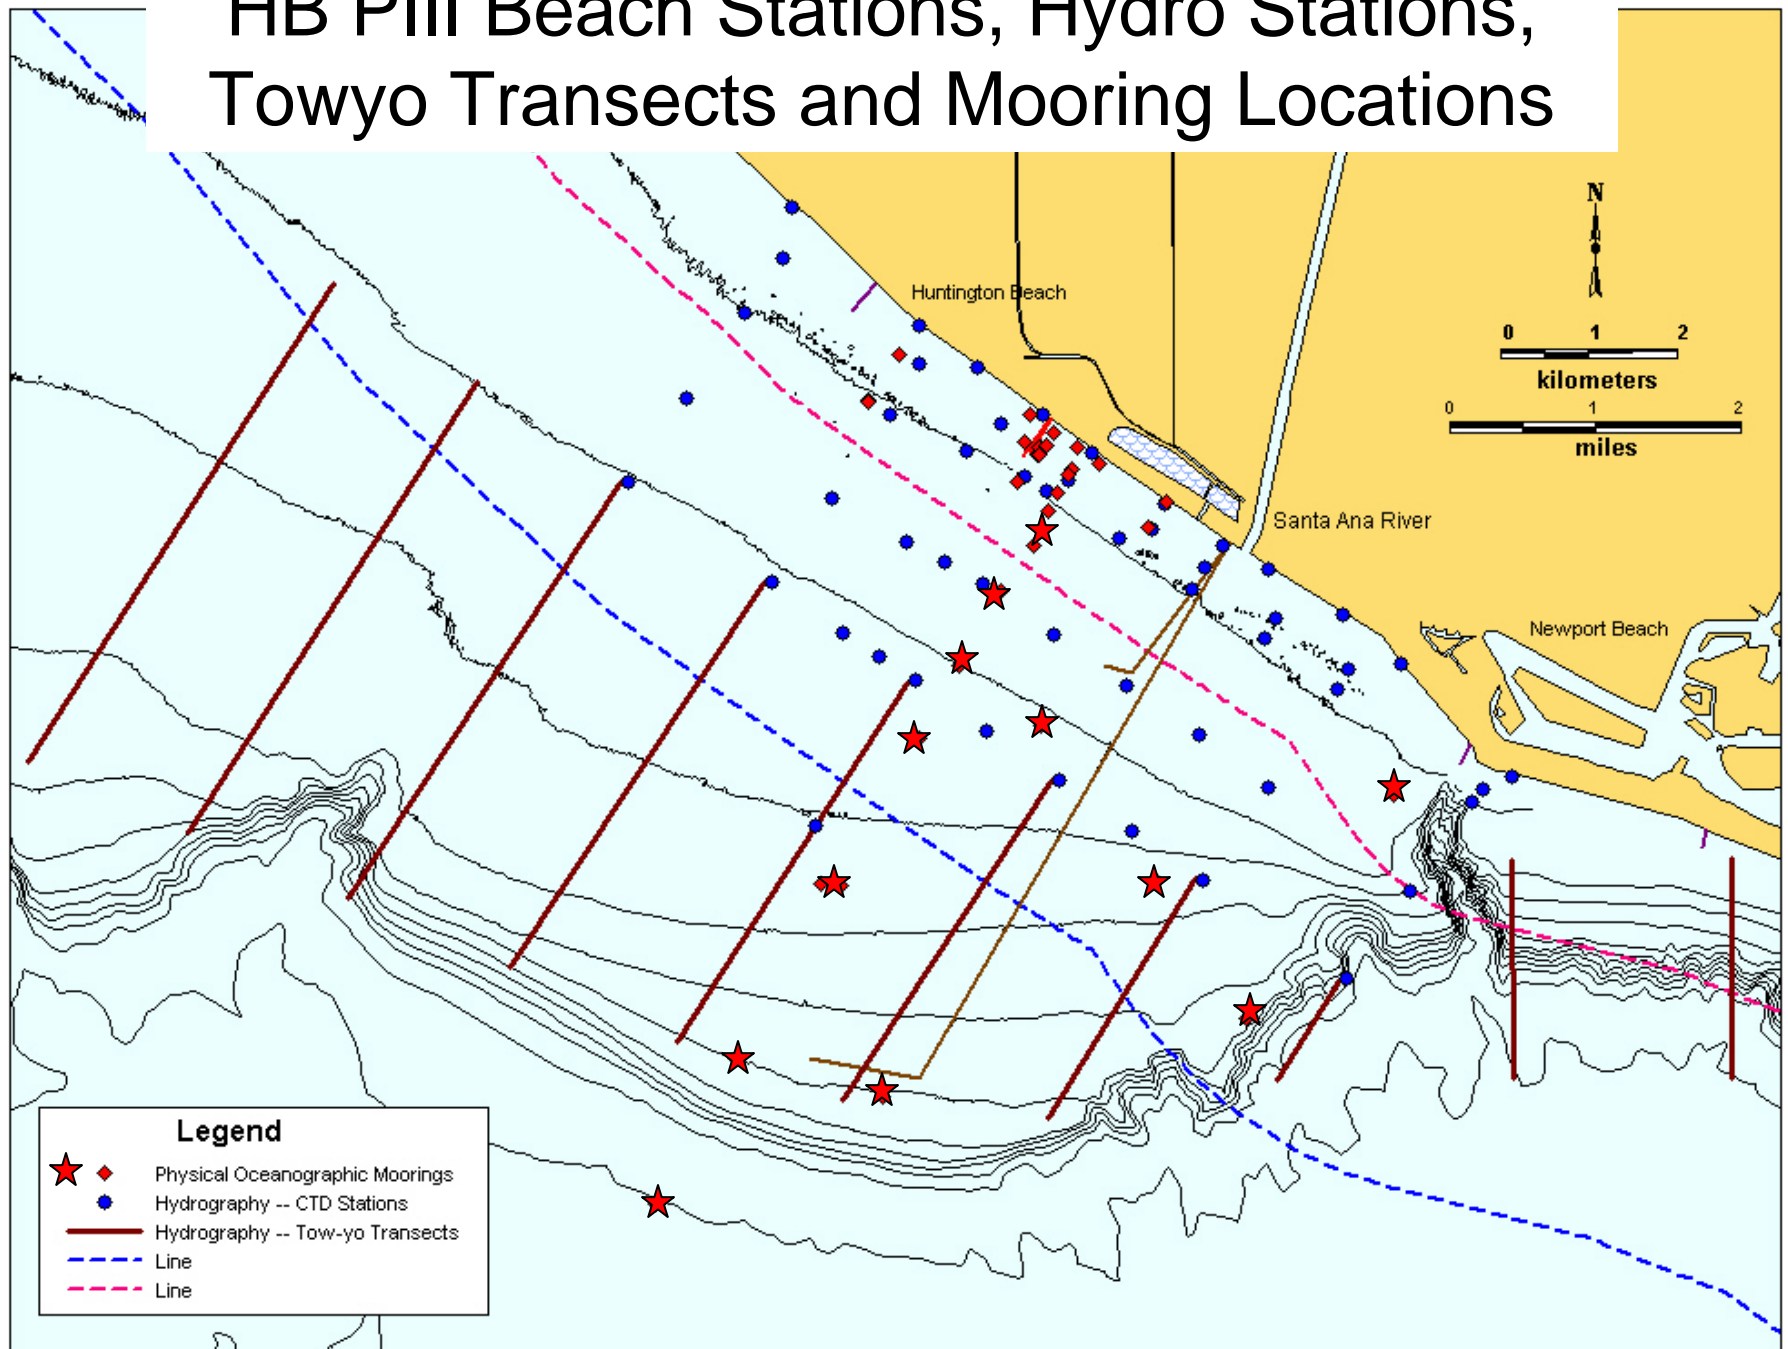 HB PIII Beach Stations, Hydro Stations,
Towyo Transects and Mooring Locations
N
Huntington Beach
0 1 2
kilometers
0 1 2
miles
Santa Ana River
Newport Beach
Legend
Physical Oceanographic Moorings
Hydrography -- CTD Stations
Hydrography -- Tow-yo Transects
Line
Line